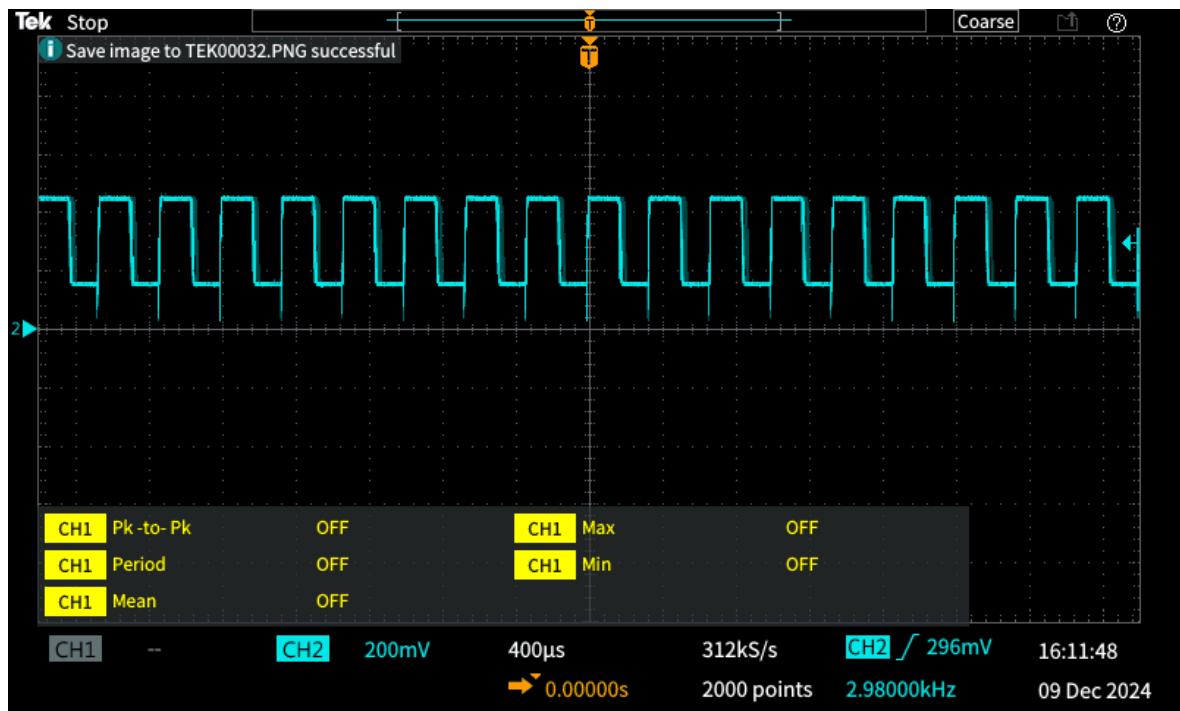 Tek Stop T Coarse ?
i Save image to TEK00032.PNG successful
T
2
CH1 Pk -to- Pk OFF CH1 Max OFF
CH1 Period OFF CH1 Min OFF
CH1 Mean OFF
CH1 -- CH2 200mV 400µs 312kS/s CH2 296mV 16:11:48
0.00000s 2000 points 2.98000kHz 09 Dec 2024